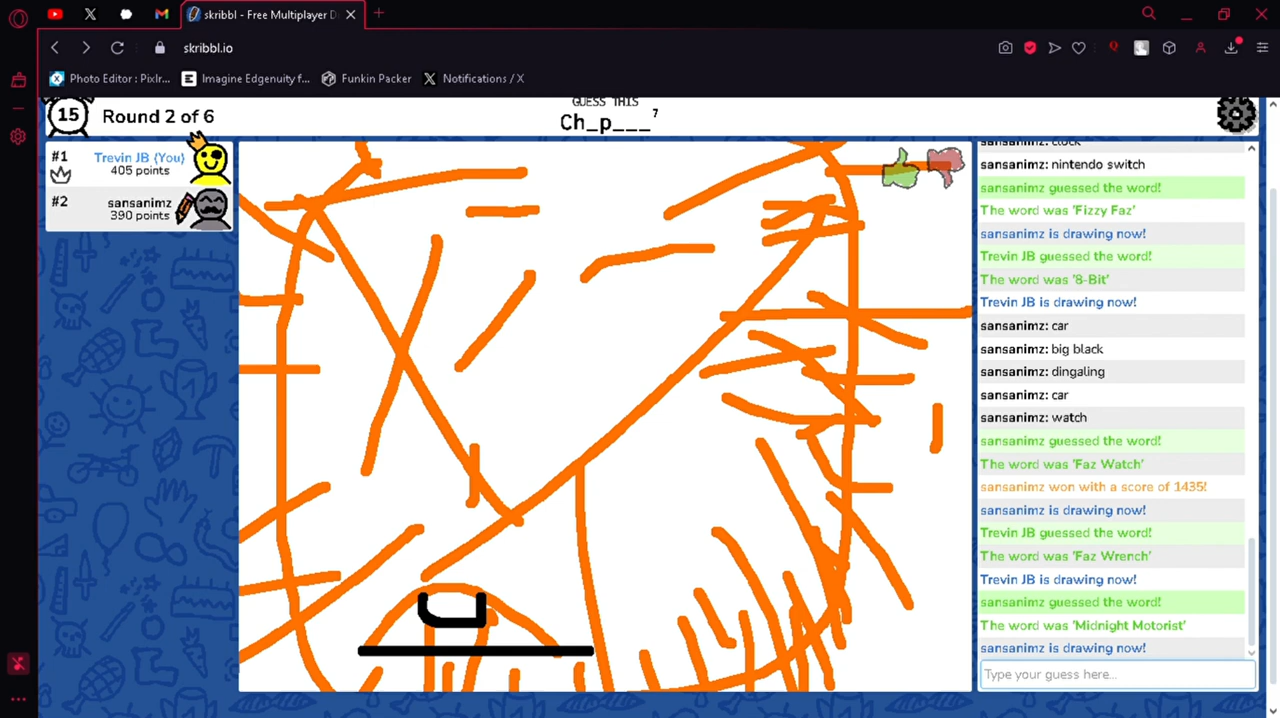 skribbl - Free Multiplayer D
skribbl.io
Photo Editor : Pixlr...
Imagine Edgenuity f...
Funkin Packer
Notifications / X
15
Round 2 of 6
GUESS THIS
Ch_p___ 7
#1
Trevin JB (You)
405 points
#2
sansanimz
390 points
sansanimz: clock
sansanimz: nintendo switch
sansanimz guessed the word!
The word was 'Fizzy Faz'
sansanimz is drawing now!
Trevin JB guessed the word!
The word was '8-Bit'
Trevin JB is drawing now!
sansanimz: car
sansanimz: big black
sansanimz: dingaling
sansanimz: car
sansanimz: watch
sansanimz guessed the word!
The word was 'Faz Watch'
sansanimz won with a score of 1435!
sansanimz is drawing now!
Trevin JB guessed the word!
The word was 'Faz Wrench'
Trevin JB is drawing now!
sansanimz guessed the word!
The word was 'Midnight Motorist'
sansanimz is drawing now!
Type your guess here...